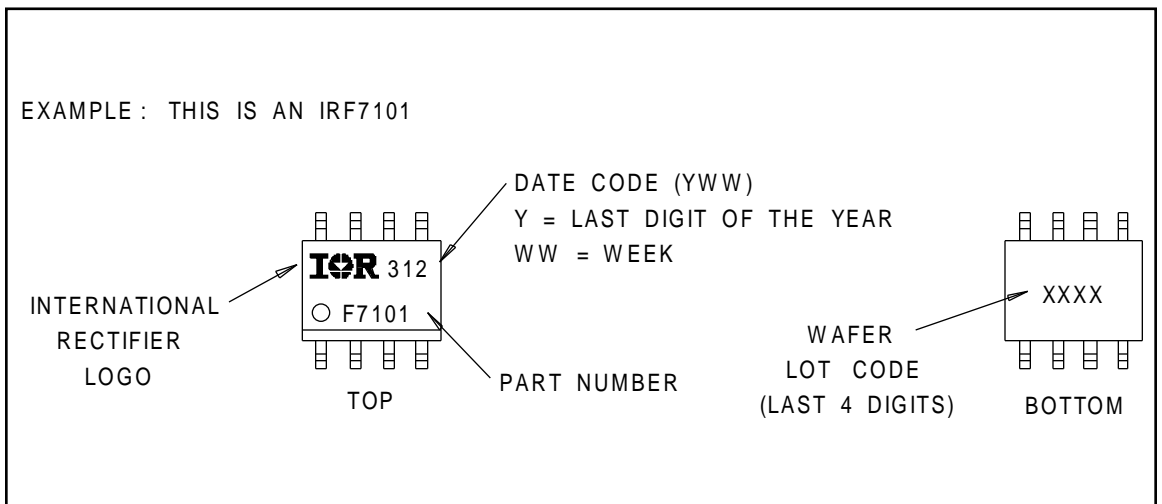 EXAMPLE : THIS IS AN IRF7101
DATE CODE (YWW)
Y = LAST DIGIT OF THE YEAR
WW = WEEK
IOR 312
F7101
INTERNATIONAL
RECTIFIER
LOGO
PART NUMBER
TOP
XXXX
WAFER
LOT CODE
(LAST 4 DIGITS)
BOTTOM